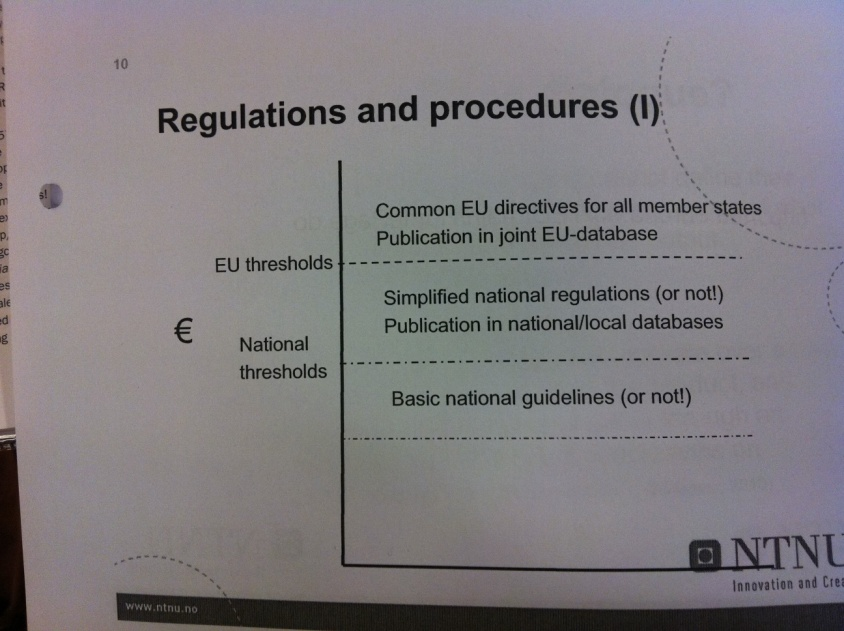 10
Regulations and procedures (I)
Common EU directives for all member states
Publication in joint EU-database
EU thresholds
Simplified national regulations (or not!)
Publication in national/local databases
€
National
thresholds
Basic national guidelines (or not!)
NTNU
Innovation and Crea
www.ntnu.no
s!